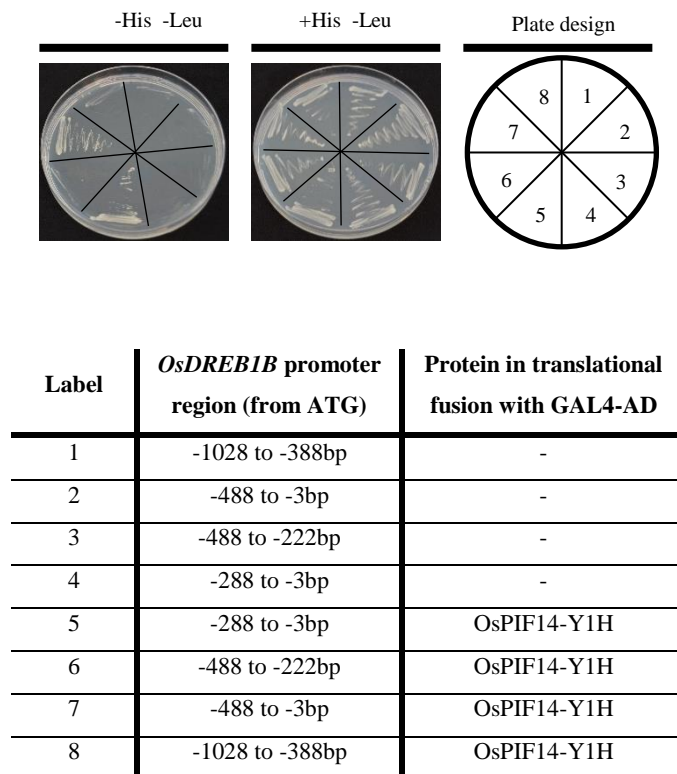 -His -Leu
+His -Leu
Plate design
8 1
7 2
6 3
5 4
Label OsDREB1B promoter region (from ATG) Protein in translational fusion with GAL4-AD
1 -1028 to -388bp -
2 -488 to -3bp -
3 -488 to -222bp -
4 -288 to -3bp -
5 -288 to -3bp OsPIF14-Y1H
6 -488 to -222bp OsPIF14-Y1H
7 -488 to -3bp OsPIF14-Y1H
8 -1028 to -388bp OsPIF14-Y1H